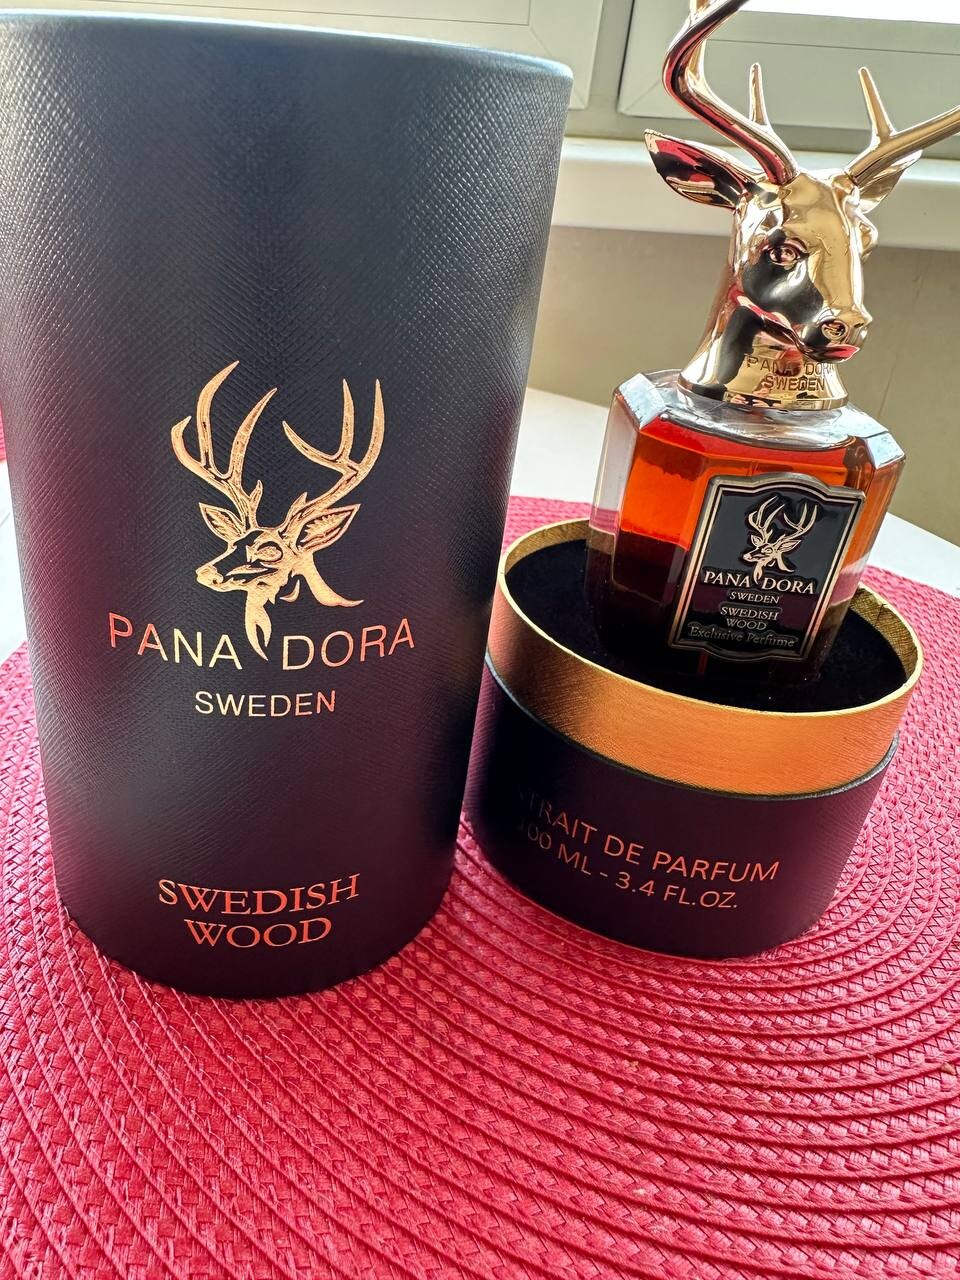 PANA DORA
SWEDEN
SWEDISH
WOOD
PANA DORA
SWEDEN
PANA DORA
SWEDEN
SWEDISH
WOOD
Exclusive Perfume
TRAIT DE PARFUM
100 ML - 3.4 FL.OZ.